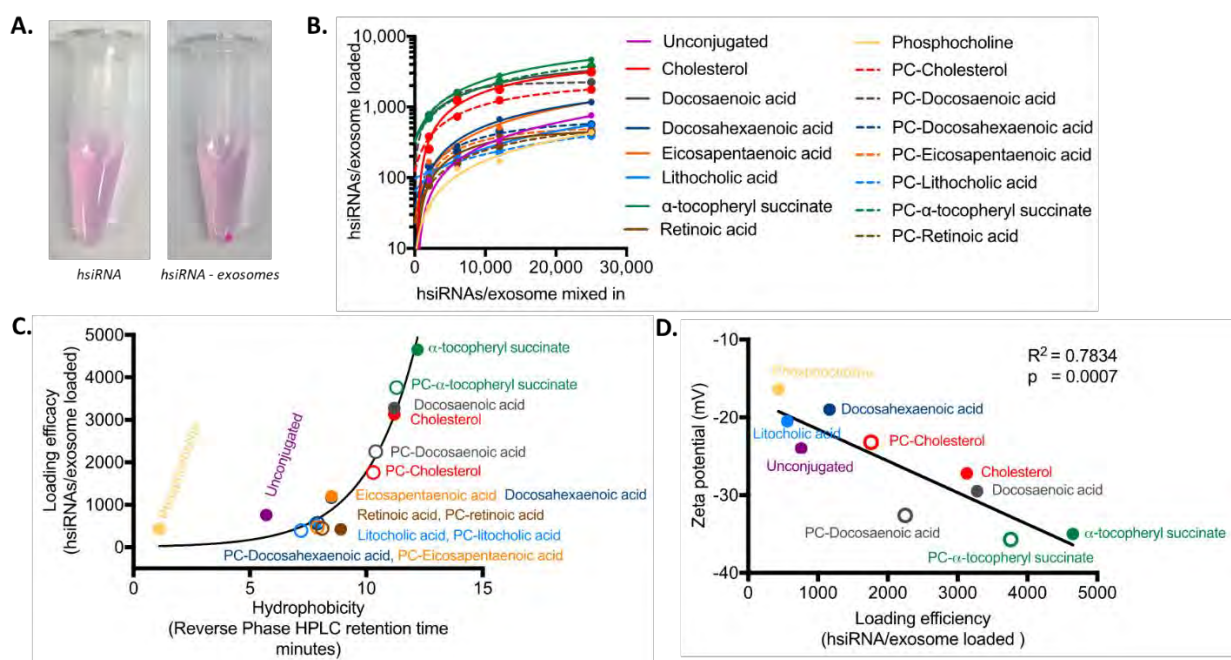 A.
hsiRNA
hsiRNA - exosomes
B.
hsiRNAs/exosome loaded
10,000
1,000
100
10
0
10,000
20,000
30,000
hsiRNAs/exosome mixed in
Unconjugated
Cholesterol
Docosaenoic acid
Docosahexaenoic acid
Eicosapentaenoic acid
Lithocholic acid
α-tocopheryl succinate
Retinoic acid
Phosphocholine
PC-Cholesterol
PC-Docosaenoic acid
PC-Docosahexaenoic acid
PC-Eicosapentaenoic acid
PC-Lithocholic acid
PC-α-tocopheryl succinate
PC-Retinoic acid
C.
Loading efficacy
(hsiRNAs/exosome loaded)
5000
4000
3000
2000
1000
0
0
5
10
15
Hydrophobicity
(Reverse Phase HPLC retention time
minutes)
Unconjugated
α-tocopheryl succinate
PC-α-tocopheryl succinate
Docosaenoic acid
Cholesterol
PC-Docosaenoic acid
PC-Cholesterol
Eicosapentaenoic acid Docosahexaenoic acid
Retinoic acid, PC-retinoic acid
Litocholic acid, PC-litocholic acid
PC-Docosahexaenoic acid, PC-Eicosapentaenoic acid
D.
Zeta potential (mV)
-10
-20
-30
-40
0
1000
2000
3000
4000
5000
Loading efficiency
(hsiRNA/exosome loaded )
R² = 0.7834
p = 0.0007
Docosahexaenoic acid
Litocholic acid
PC-Cholesterol
Unconjugated
Cholesterol
Docosaenoic acid
PC-Docosaenoic acid
α-tocopheryl succinate
PC-α-tocopheryl succinate